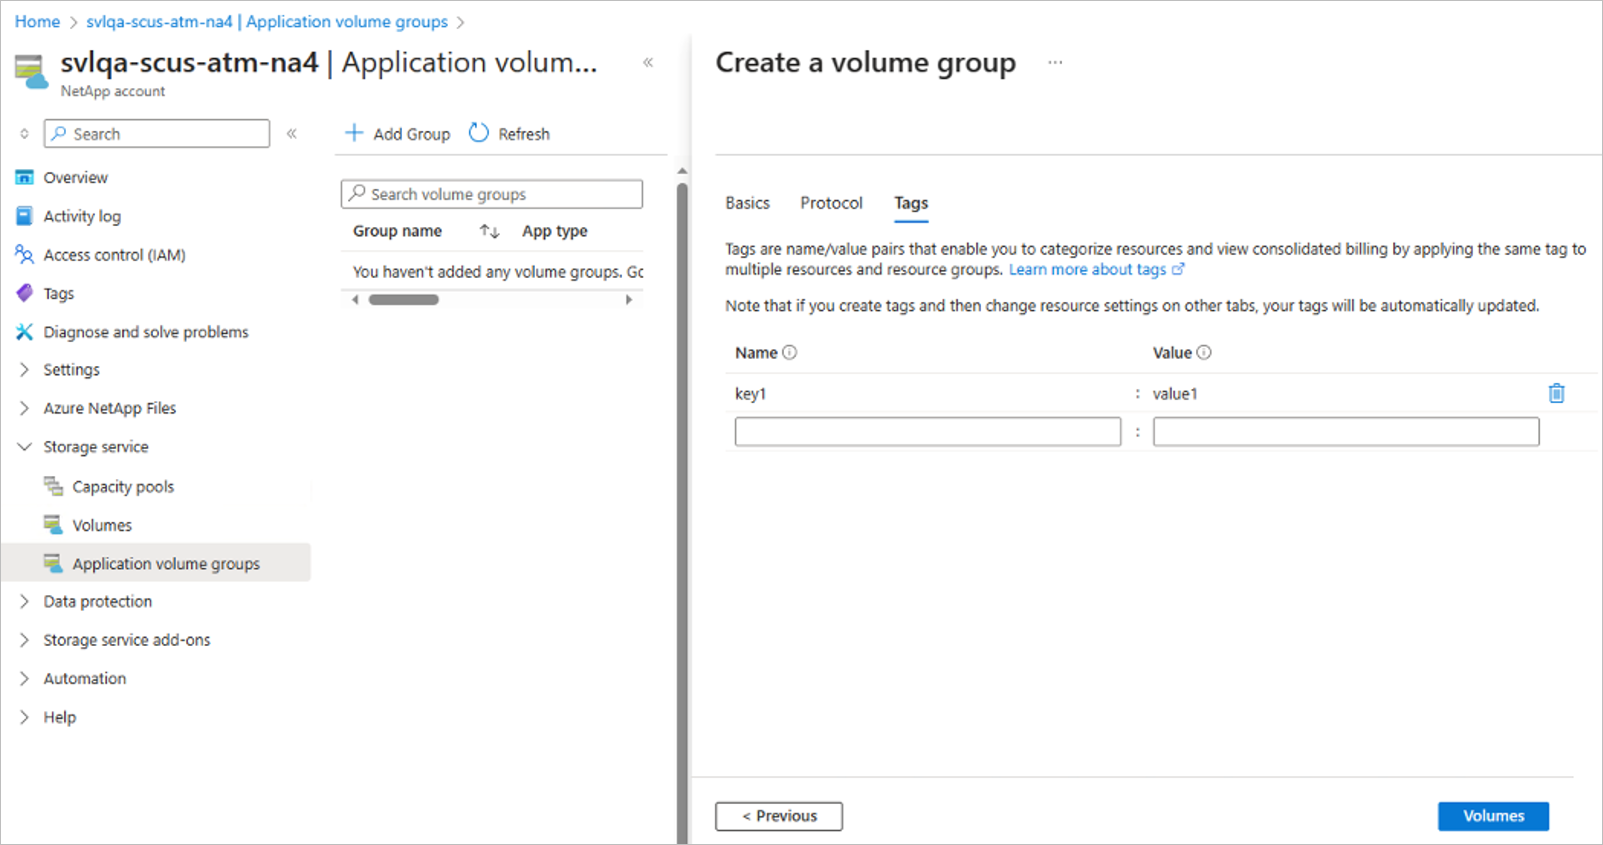 Home > svlqa-scus-atm-na4 | Application volume groups >
svlqa-scus-atm-na4 | Application volum...
NetApp account
Search
Overview
Activity log
Access control (IAM)
Tags
Diagnose and solve problems
Settings
Azure NetApp Files
Storage service
Capacity pools
Volumes
Application volume groups
Data protection
Storage service add-ons
Automation
Help
Add Group Refresh
Search volume groups
Group name App type
You haven't added any volume groups. Gc
Create a volume group ...
Basics Protocol Tags
Tags are name/value pairs that enable you to categorize resources and view consolidated billing by applying the same tag to
multiple resources and resource groups. Learn more about tags
Note that if you create tags and then change resource settings on other tabs, your tags will be automatically updated.
Name Value
key1 : value1
:
< Previous Volumes